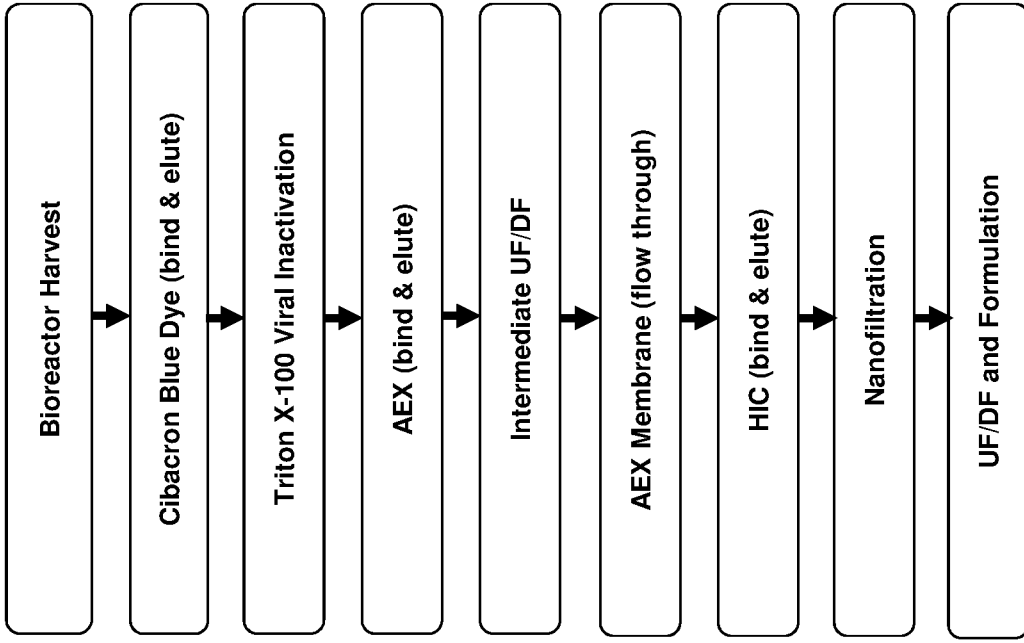 Bioreactor Harvest
Cibacron Blue Dye (bind & elute)
Triton X-100 Viral Inactivation
AEX (bind & elute)
Intermediate UF/DF
AEX Membrane (flow through)
HIC (bind & elute)
Nanofiltration
UF/DF and Formulation